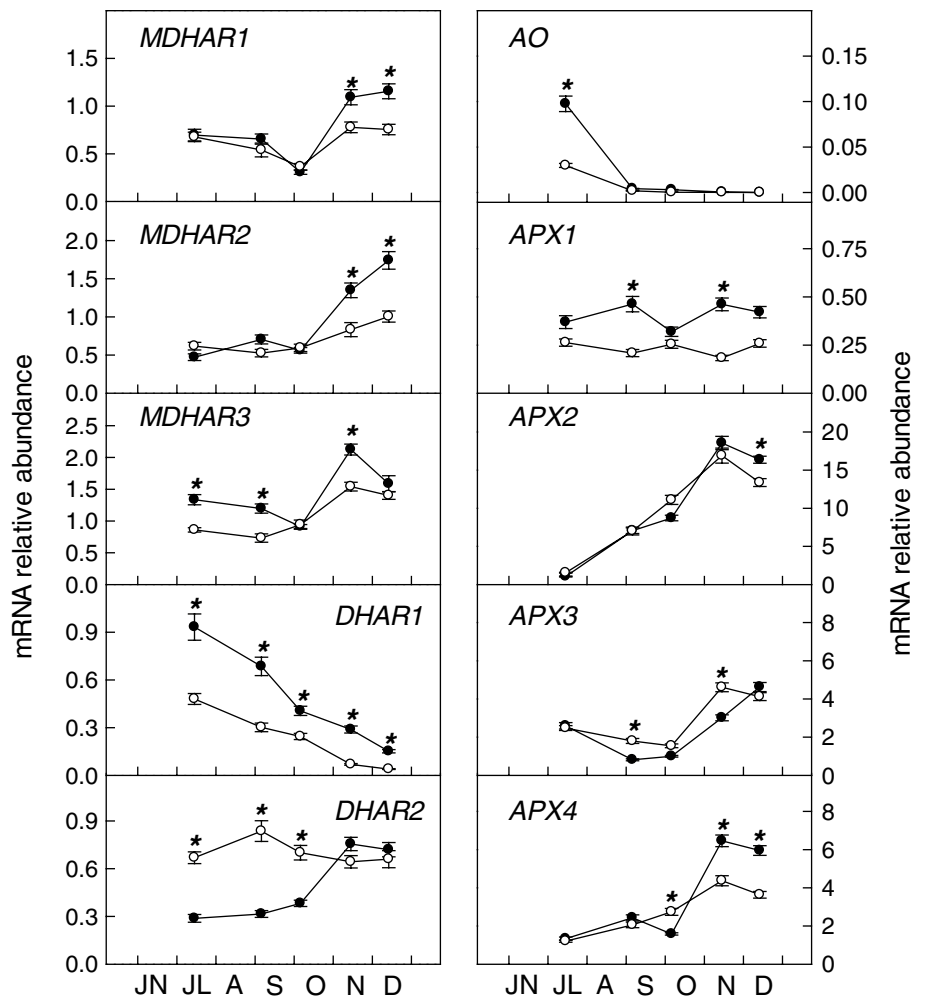 mRNA relative abundance
MDHAR1
1.5
1.0
0.5
0.0
* *
MDHAR2
2.0
1.5
1.0
0.5
0.0
* *
MDHAR3
2.5
2.0
1.5
1.0
0.5
0.0
* * *
DHAR1
0.9
0.6
0.3
0.0
* * * * *
DHAR2
0.9
0.6
0.3
0.0
* * *
JN JL A S O N D
AO
0.15
0.10
0.05
0.00
*
APX1
0.75
0.50
0.25
0.00
* *
APX2
20
15
10
5
0
*
APX3
8
6
4
2
0
* *
APX4
8
6
4
2
0
* * *
JN JL A S O N D
mRNA relative abundance